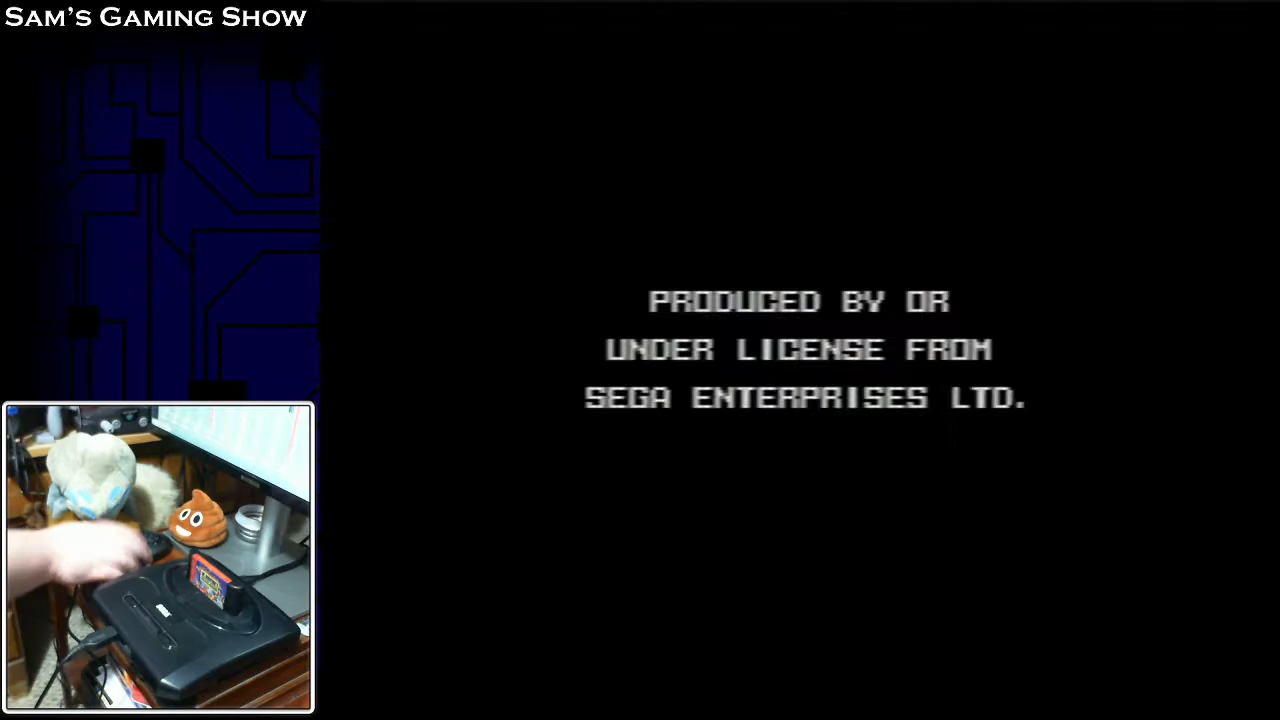 SAM'S GAMING SHOW
PRODUCED BY OR
UNDER LICENSE FROM
SEGA ENTERPRISES LTD.